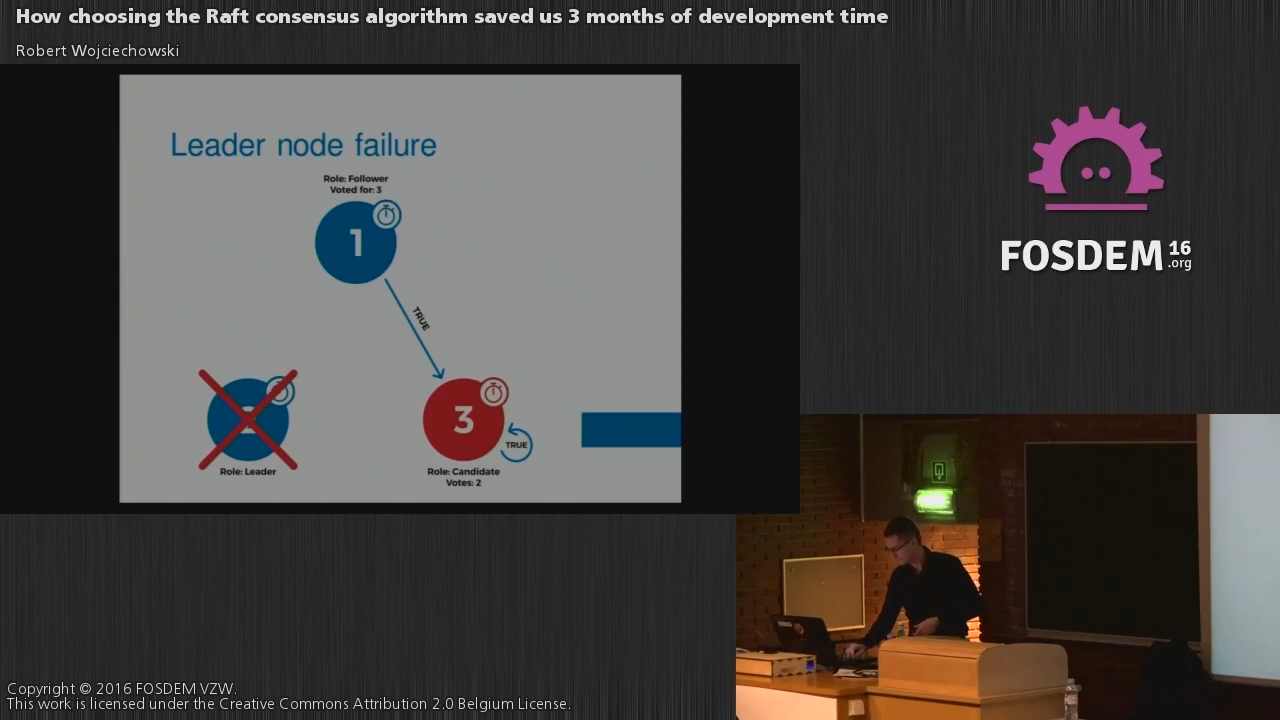 How choosing the Raft consensus algorithm saved us 3 months of development time
Robert Wojciechowski
Leader node failure
Role: Follower
Voted for: 3
1
TRUE
3
TRUE
Role: Leader
Role: Candidate
Votes: 2
FOSDEM 16
.org
Copyright © 2016 FOSDEM VZW.
This work is licensed under the Creative Commons Attribution 2.0 Belgium License.